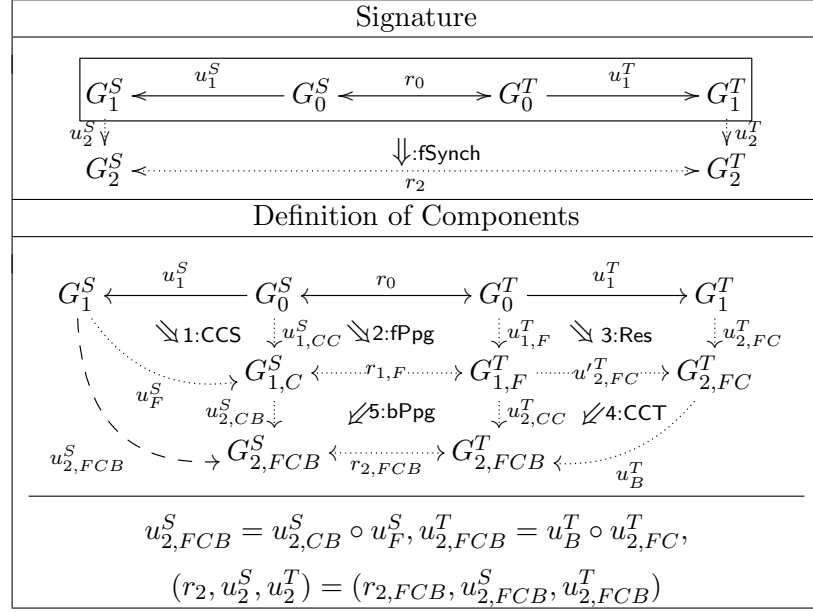 Signature
u_1^S r_0 u_1^T
G_1^S G_0^S G_0^T G_1^T
u_2^S ⇓:fSynch u_2^T
G_2^S r_2 G_2^T
Definition of Components
u_1^S r_0 u_1^T
G_1^S G_0^S G_0^T G_1^T
1:CCS u_{1,CC}^S 2:fPpg u_{1,F}^T 3:Res u_{2,FC}^T
G_{1,C}^S r_{1,F} G_{1,F}^T u'_{2,FC}^T G_{2,FC}^T
u_F^S u_{2,CB}^S 5:bPpg u_{2,CC}^T 4:CCT
u_{2,FCB}^S G_{2,FCB}^S r_{2,FCB} G_{2,FCB}^T u_B^T
u_{2,FCB}^S = u_{2,CB}^S ∘ u_F^S, u_{2,FCB}^T = u_B^T ∘ u_{2,FC}^T,
(r_2, u_2^S, u_2^T) = (r_{2,FCB}, u_{2,FCB}^S, u_{2,FCB}^T)